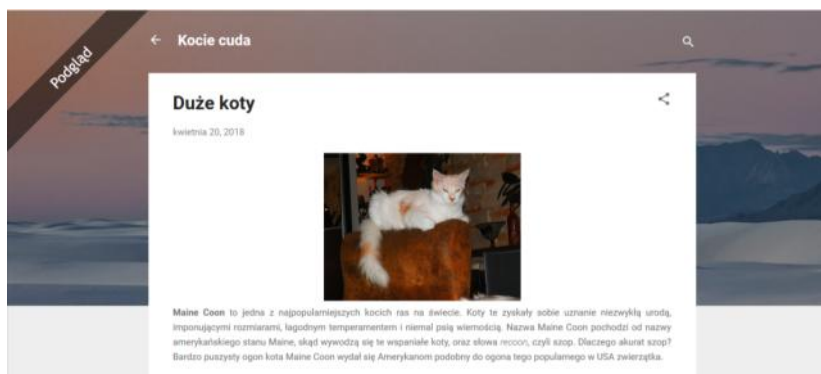 Podgląd
Kocie cuda
Duże koty
kwietnia 20, 2018
Maine Coon to jedna z najpopularniejszych kocich ras na świecie. Koty te zyskały sobie uznanie niezwykłą urodą,
imponującymi rozmiarami, łagodnym temperamentem i niemal psią wiernością. Nazwa Maine Coon pochodzi od nazwy
amerykańskiego stanu Maine, skąd wywodzą się te wspaniałe koty, oraz słowa reccon, czyli szop. Dlaczego akurat szop?
Bardzo puszysty ogon kota Maine Coon wydał się Amerykanom podobny do ogona tego popularnego w USA zwierzątka.